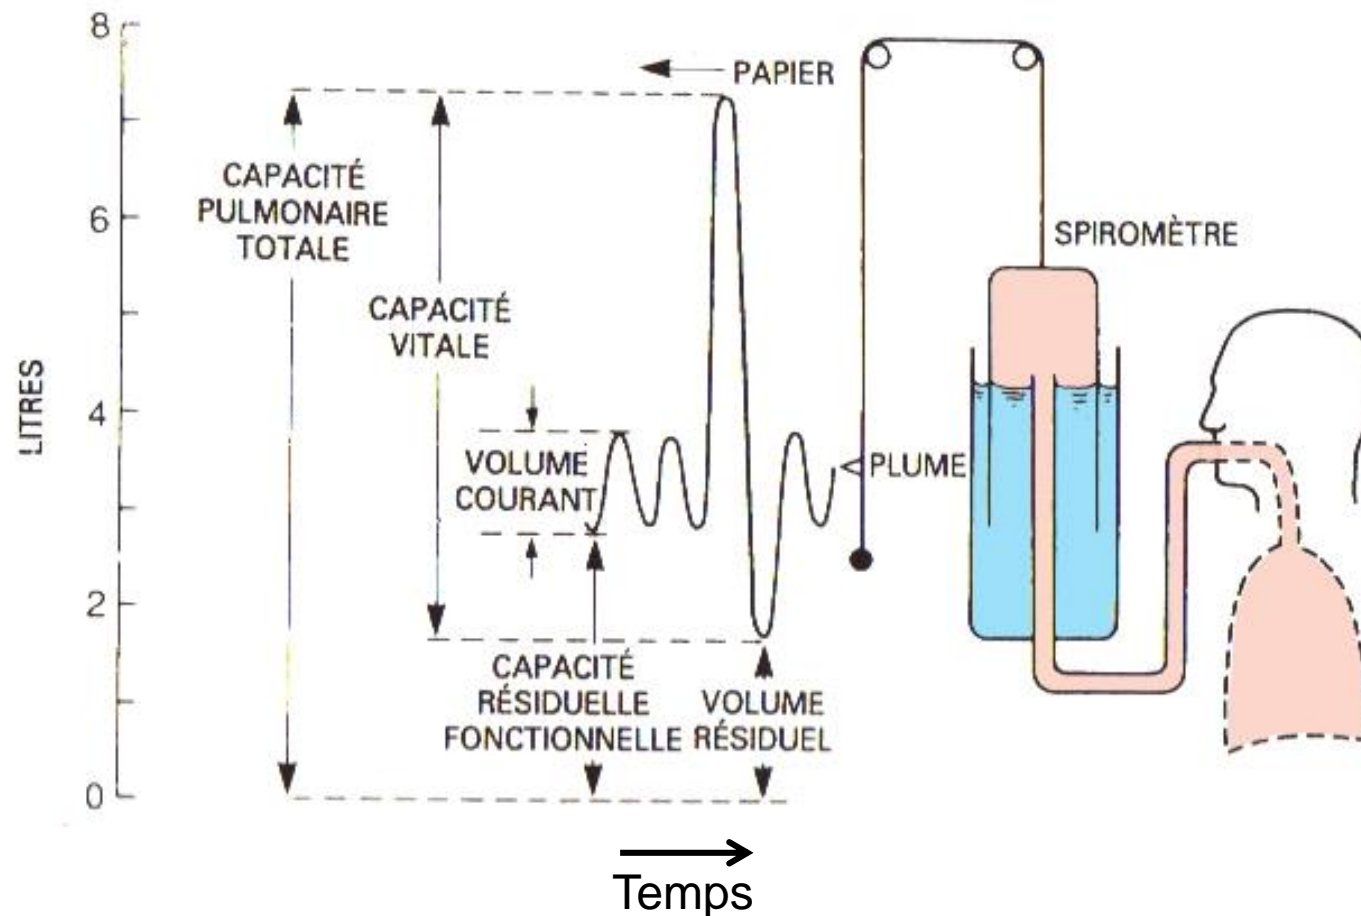 8
PAPIER
CAPACITÉ
PULMONAIRE
TOTALE
6
SPIROMÈTRE
CAPACITÉ
VITALE
LITRES
4
VOLUME
COURANT
PLUME
2
CAPACITÉ
RÉSIDUELLE
FONCTIONNELLE
VOLUME
RÉSIDUEL
0
Temps